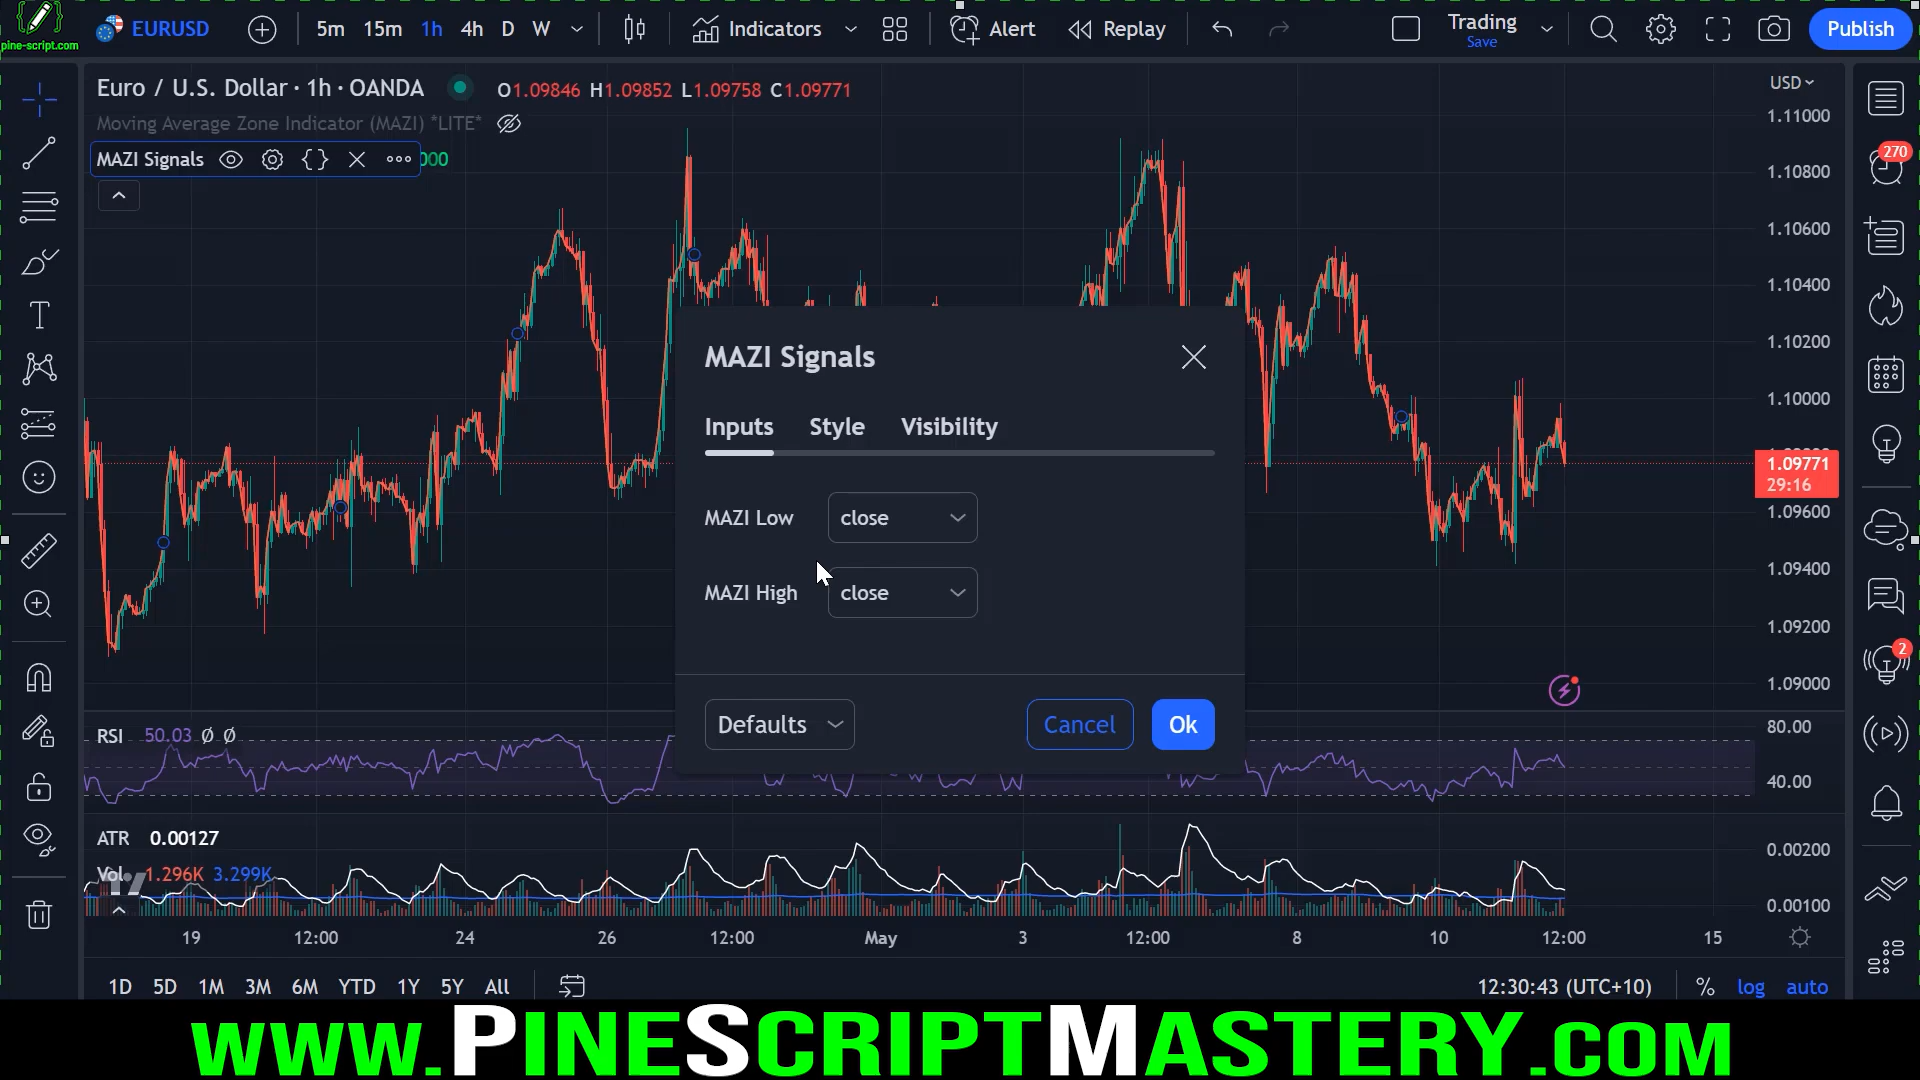 pine-script.com
EURUSD
5m 15m 1h 4h D W
Indicators
Alert
Replay
Trading
Save
Publish
Euro / U.S. Dollar · 1h · OANDA
O1.09846 H1.09852 L1.09758 C1.09771
USD
Moving Average Zone Indicator (MAZI) *LITE*
MAZI Signals
000
270
2
1.11000
1.10800
1.10600
1.10400
1.10200
1.10000
1.09771
29:16
1.09600
1.09400
1.09200
1.09000
MAZI Signals
Inputs Style Visibility
MAZI Low close
MAZI High close
Defaults Cancel Ok
RSI 50.03 Ø Ø
80.00
40.00
ATR 0.00127
Vol 1.296K 3.299K
0.00200
0.00100
19 12:00 24 26 12:00 May 3 12:00 8 10 12:00 15
1D 5D 1M 3M 6M YTD 1Y 5Y All
12:30:43 (UTC+10) % log auto
www.PineScriptMastery.com